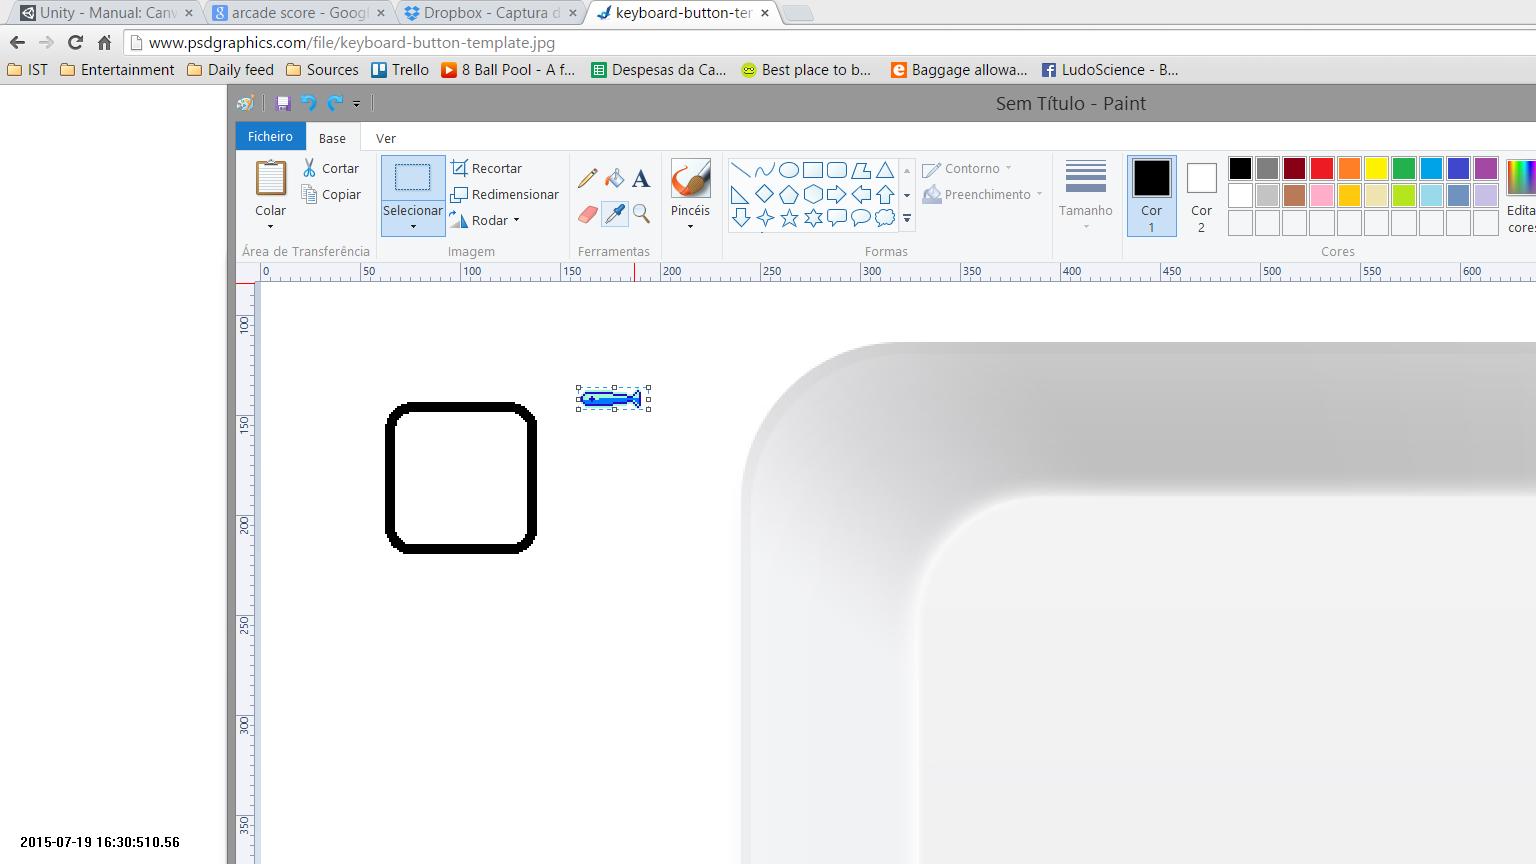 Unity - Manual: Canv
arcade score - Goog
Dropbox - Captura d
keyboard-button-ter
www.psdgraphics.com/file/keyboard-button-template.jpg
IST Entertainment Daily feed Sources Trello 8 Ball Pool - A f... Despesas da Ca... Best place to b... Baggage allowa... LudoScience - B...
Sem Título - Paint
Ficheiro Base Ver
Colar
Cortar
Copiar
Área de Transferência
Selecionar
Recortar
Redimensionar
Rodar
Imagem
A
Ferramentas
Pincéis
Contorno
Preenchimento
Formas
Tamanho
Cor
1
Cor
2
Cores
Edita
cores
0 50 100 150 200 250 300 350 400 450 500 550 600
100
150
200
250
300
350
2015-07-19 16:30:510.56